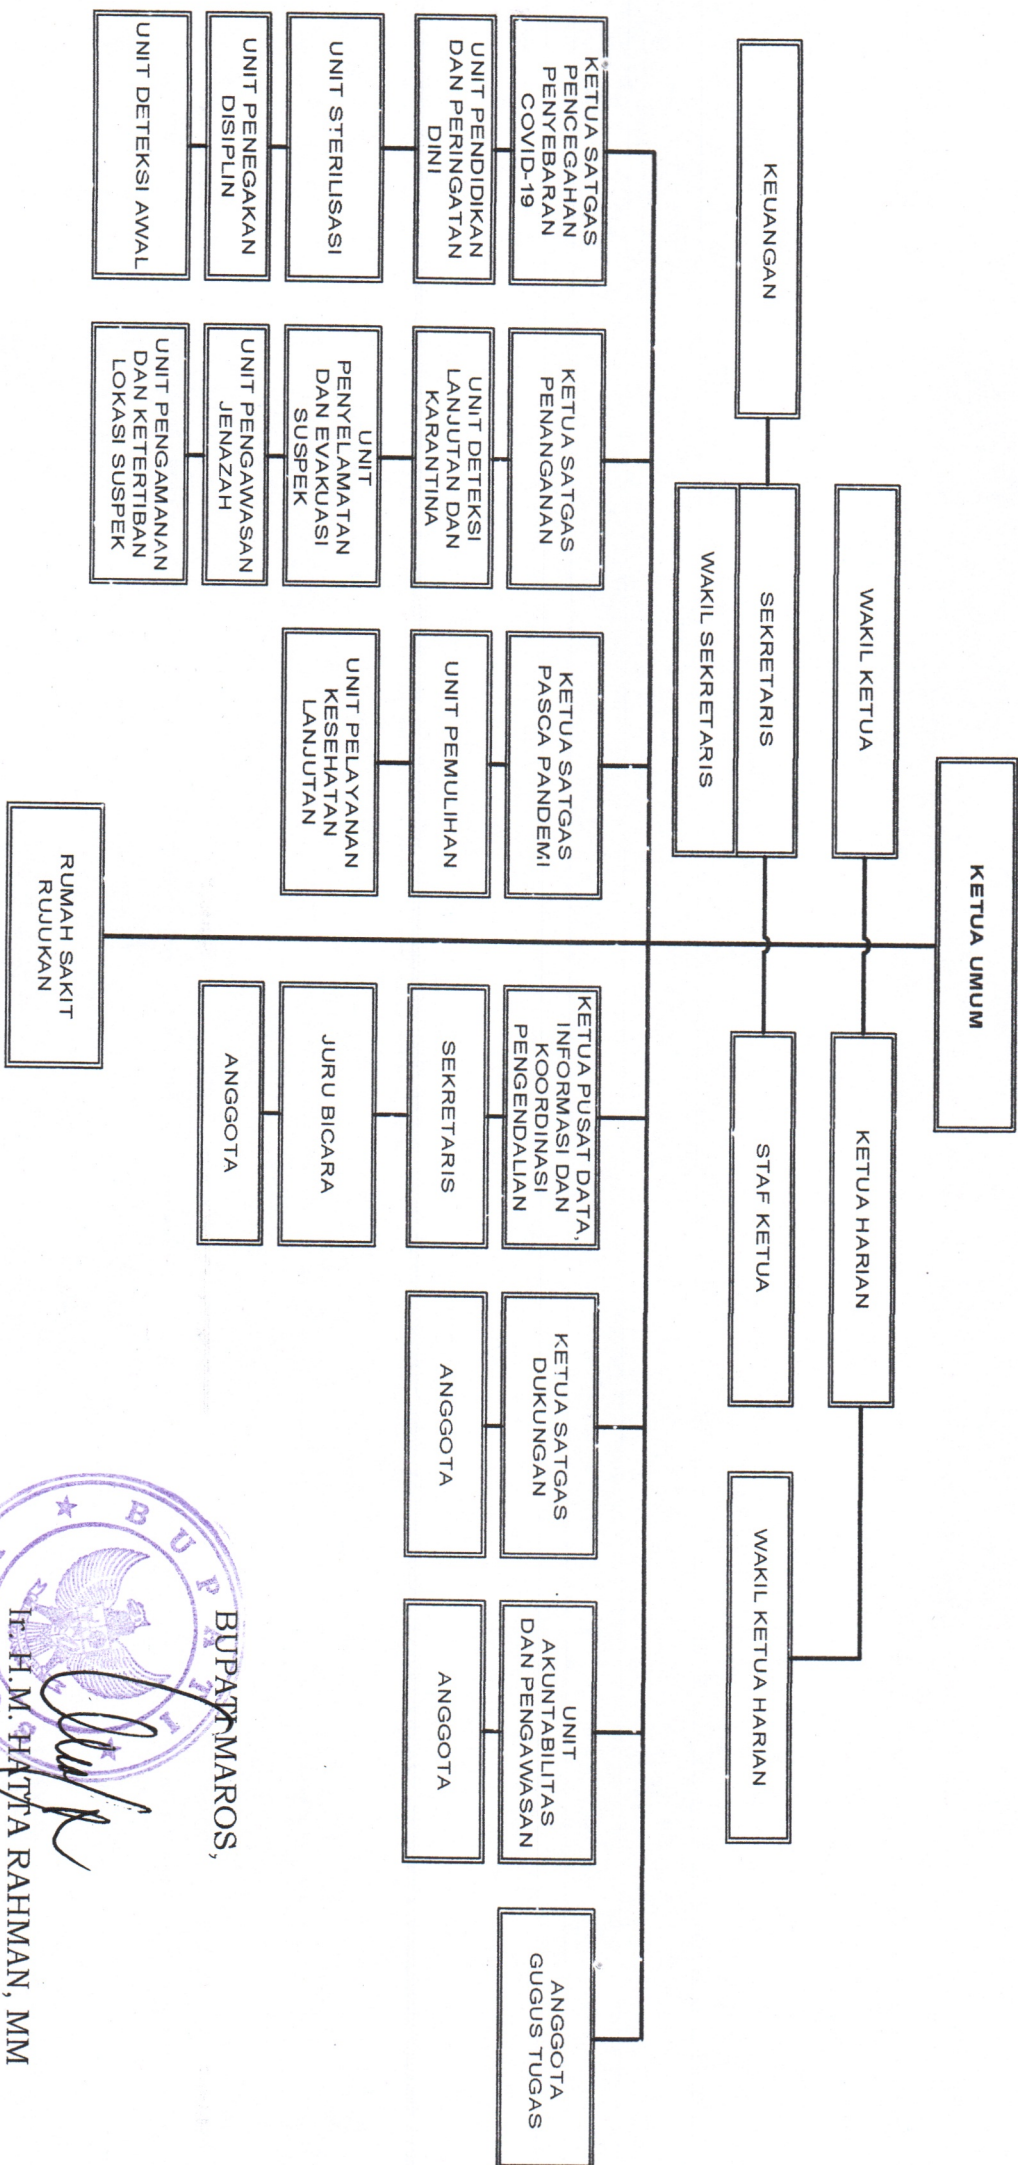 KETUA UMUM
WAKIL KETUA
KETUA HARIAN
KEUANGAN
SEKRETARIS
WAKIL SEKRETARIS
STAF KETUA
WAKIL KETUA HARIAN
KETUA SATGAS
PENCEGAHAN
PENYEBARAN
COVID-19
UNIT PENDIDIKAN
DAN PERINGATAN
DINI
UNIT STERILISASI
UNIT PENEGAKAN
DISIPLIN
UNIT DETEKSI AWAL
KETUA SATGAS
PENANGANAN
UNIT DETEKSI
LANJUTAN DAN
KARANTINA
UNIT
PENYELAMATAN
DAN EVAKUASI
SUSPEK
UNIT PENGAWASAN
JENAZAH
UNIT PENGAMANAN
DAN KETERTIBAN
LOKASI SUSPEK
KETUA SATGAS
PASCA PANDEMI
UNIT PEMULIHAN
UNIT PELAYANAN
KESEHATAN
LANJUTAN
KETUA PUSAT DATA,
INFORMASI DAN
KOORDINASI
PENGENDALIAN
SEKRETARIS
JURU BICARA
ANGGOTA
KETUA SATGAS
DUKUNGAN
ANGGOTA
UNIT
AKUNTABILITAS
DAN PENGAWASAN
ANGGOTA
ANGGOTA
GUGUS TUGAS
RUMAH SAKIT
RUJUKAN
BUPATI MAROS,
BUPATI
Ir. H.M. HATTA RAHMAN, MM